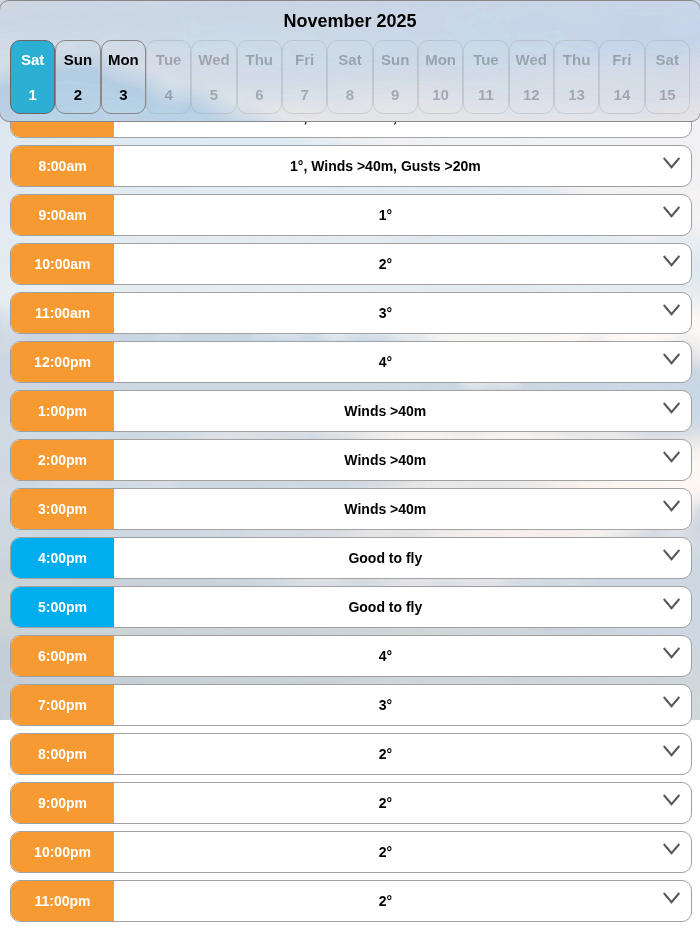 November 2025
Sat Sun Mon Tue Wed Thu Fri Sat Sun Mon Tue Wed Thu Fri Sat
1 2 3 4 5 6 7 8 9 10 11 12 13 14 15
8:00am 1°, Winds >40m, Gusts >20m
9:00am 1°
10:00am 2°
11:00am 3°
12:00pm 4°
1:00pm Winds >40m
2:00pm Winds >40m
3:00pm Winds >40m
4:00pm Good to fly
5:00pm Good to fly
6:00pm 4°
7:00pm 3°
8:00pm 2°
9:00pm 2°
10:00pm 2°
11:00pm 2°